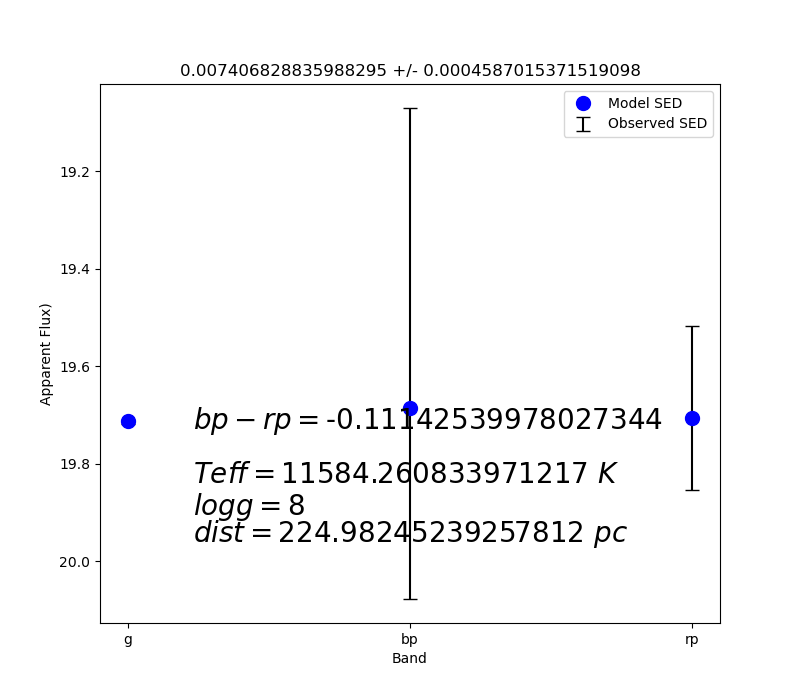 0.007406828835988295 +/- 0.0004587015371519098
Model SED
Observed SED
19.2
19.4
19.6
19.8
20.0
Apparent Flux)
bp − rp = -0.11142539978027344
Teff = 11584.260833971217 K
logg = 8
dist = 224.98245239257812 pc
g
bp
rp
Band